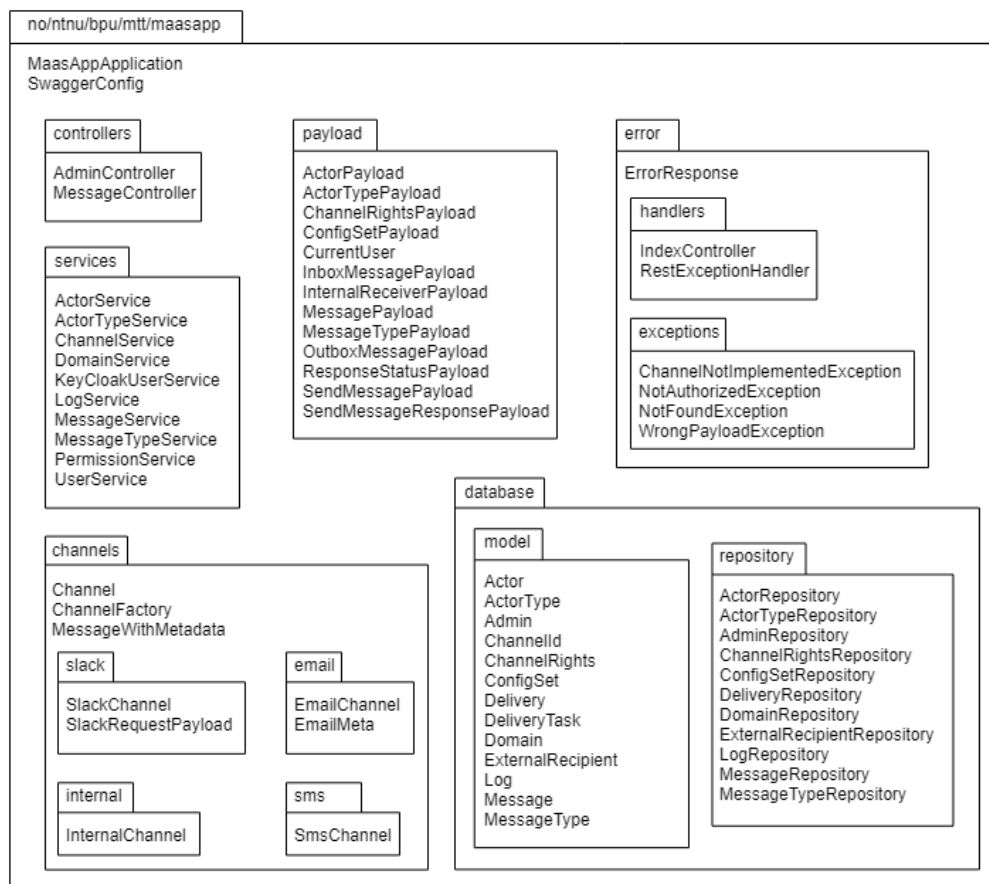 no/ntnu/bpu/mtt/maasapp
MaasAppApplication
SwaggerConfig
controllers
AdminController
MessageController
services
ActorService
ActorTypeService
ChannelService
DomainService
KeyCloakUserService
LogService
MessageService
MessageTypeService
PermissionService
UserService
payload
ActorPayload
ActorTypePayload
ChannelRightsPayload
ConfigSetPayload
CurrentUser
InboxMessagePayload
InternalReceiverPayload
MessagePayload
MessageTypePayload
OutboxMessagePayload
ResponseStatusPayload
SendMessagePayload
SendMessageResponsePayload
error
ErrorResponse
handlers
IndexController
RestExceptionHandler
exceptions
ChannelNotImplementedException
NotAuthorizedException
NotFoundException
WrongPayloadException
channels
Channel
ChannelFactory
MessageWithMetadata
slack
SlackChannel
SlackRequestPayload
email
EmailChannel
EmailMeta
internal
InternalChannel
sms
SmsChannel
database
model
Actor
ActorType
Admin
ChannelId
ChannelRights
ConfigSet
Delivery
DeliveryTask
Domain
ExternalRecipient
Log
Message
MessageType
repository
ActorRepository
ActorTypeRepository
AdminRepository
ChannelRightsRepository
ConfigSetRepository
DeliveryRepository
DomainRepository
ExternalRecipientRepository
LogRepository
MessageRepository
MessageTypeRepository